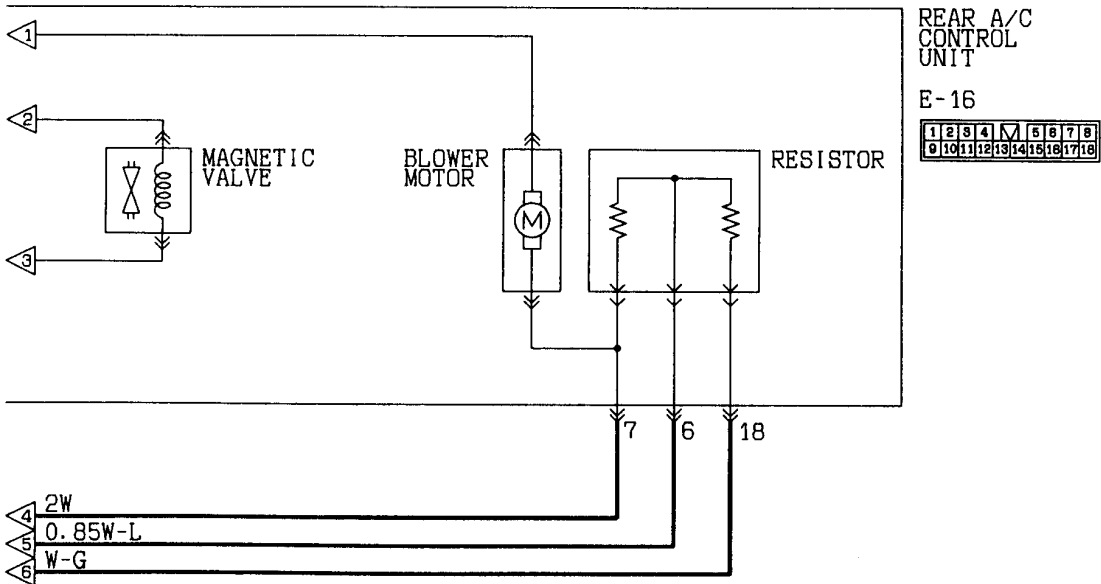 REAR A/C
CONTROL
UNIT
1
2
E-16
1 2 3 4 5 6 7 8
9 10 11 12 13 14 15 16 17 18
MAGNETIC
VALVE
BLOWER
MOTOR
RESISTOR
M
3
7 6 18
4 2W
5 0.85W-L
6 W-G